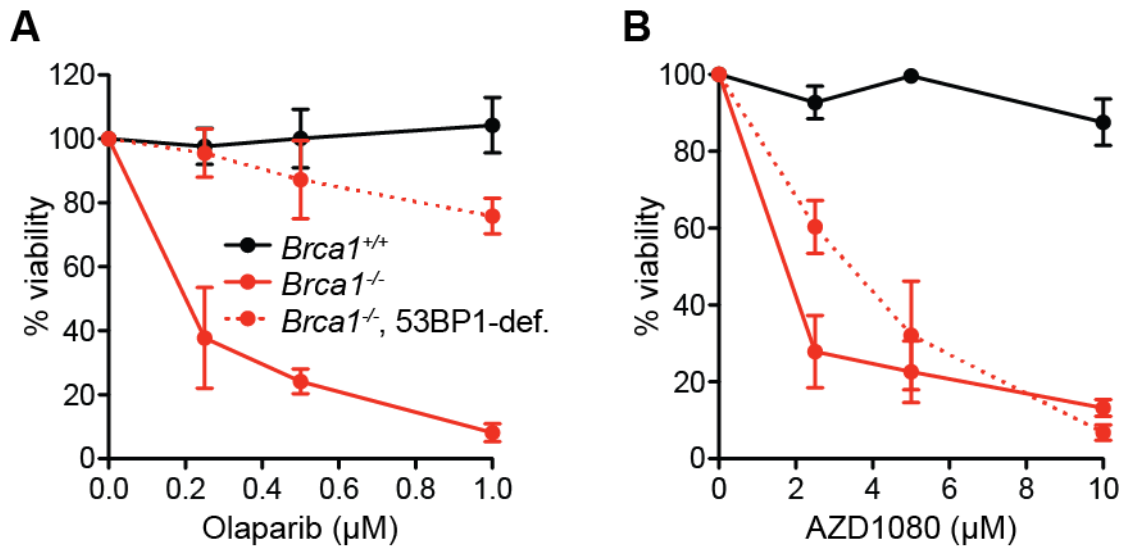 A
120
100
80
60
40
20
0
% viability
Brca1+/+
Brca1-/-
Brca1-/-, 53BP1-def.
0.0 0.2 0.4 0.6 0.8 1.0
Olaparib (µM)
B
100
80
60
40
20
0
% viability
0 2 4 6 8 10
AZD1080 (µM)